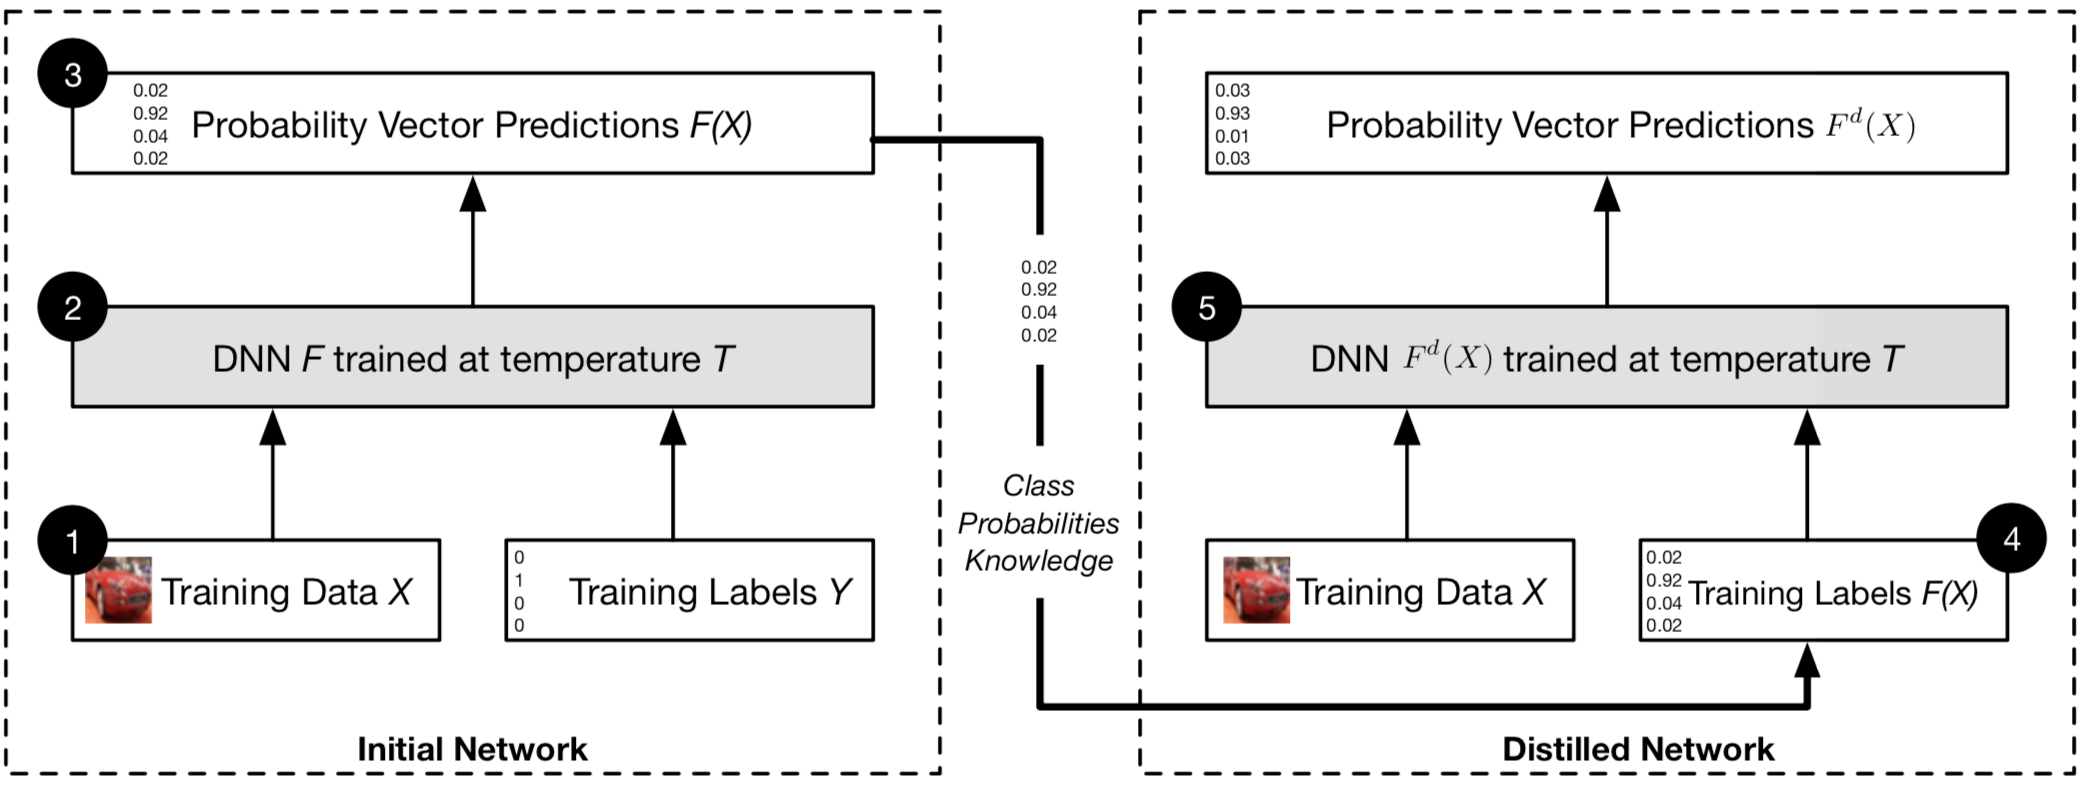 3
0.02
0.92
0.04
0.02
Probability Vector Predictions F(X)
2
DNN F trained at temperature T
1
Training Data X
0
1
0
0
Training Labels Y
Initial Network
0.02
0.92
0.04
0.02
Class
Probabilities
Knowledge
0.03
0.93
0.01
0.03
Probability Vector Predictions F^d(X)
5
DNN F^d(X) trained at temperature T
Training Data X
4
0.02
0.92
0.04
0.02
Training Labels F(X)
Distilled Network